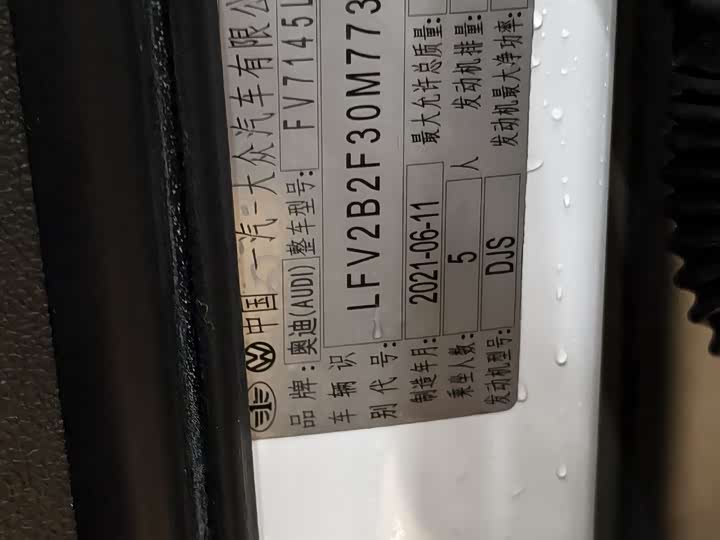 中国一汽-大众汽车有限公
品牌: 奥迪(AUDI) 整车型号: FV7145L
车辆识别代号: LFV2B2F30M773
制造年月: 2021-06-11 最大允许总质量:
乘坐人数: 5 人 发动机排量:
发动机型号: DJS 发动机最大净功率: